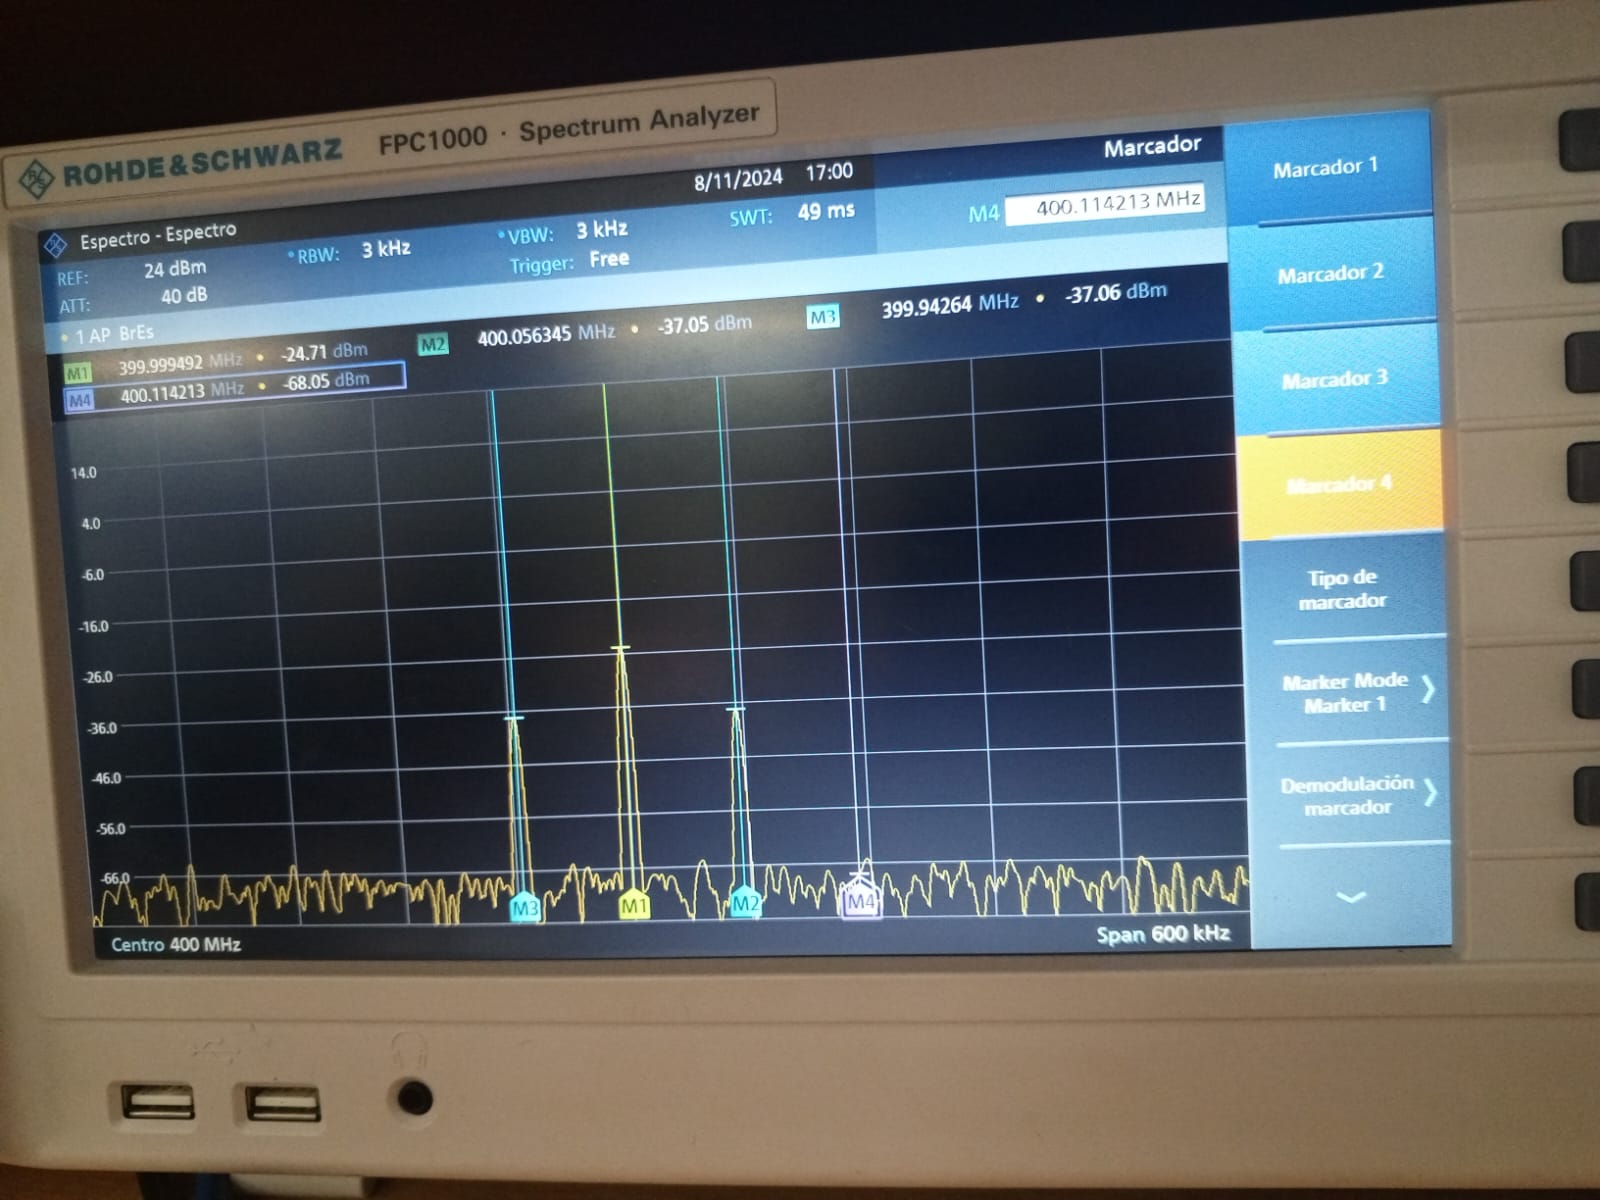 ROHDE&SCHWARZ FPC1000 · Spectrum Analyzer
8/11/2024 17:00
Marcador
Espectro - Espectro
REF: 24 dBm
ATT: 40 dB
RBW: 3 kHz
VBW: 3 kHz
Trigger: Free
SWT: 49 ms
M4 400.114213 MHz
1 AP BrEs
M1 399.999492 MHz • -24.71 dBm
M2 400.056345 MHz • -37.05 dBm
M3 399.94264 MHz • -37.06 dBm
M4 400.114213 MHz • -68.05 dBm
14.0
4.0
-6.0
-16.0
-26.0
-36.0
-46.0
-56.0
-66.0
M3 M1 M2 M4
Centro 400 MHz
Span 600 kHz
Marcador 1
Marcador 2
Marcador 3
Marcador 4
Tipo de
marcador
Marker Mode
Marker 1
Demodulación
marcador